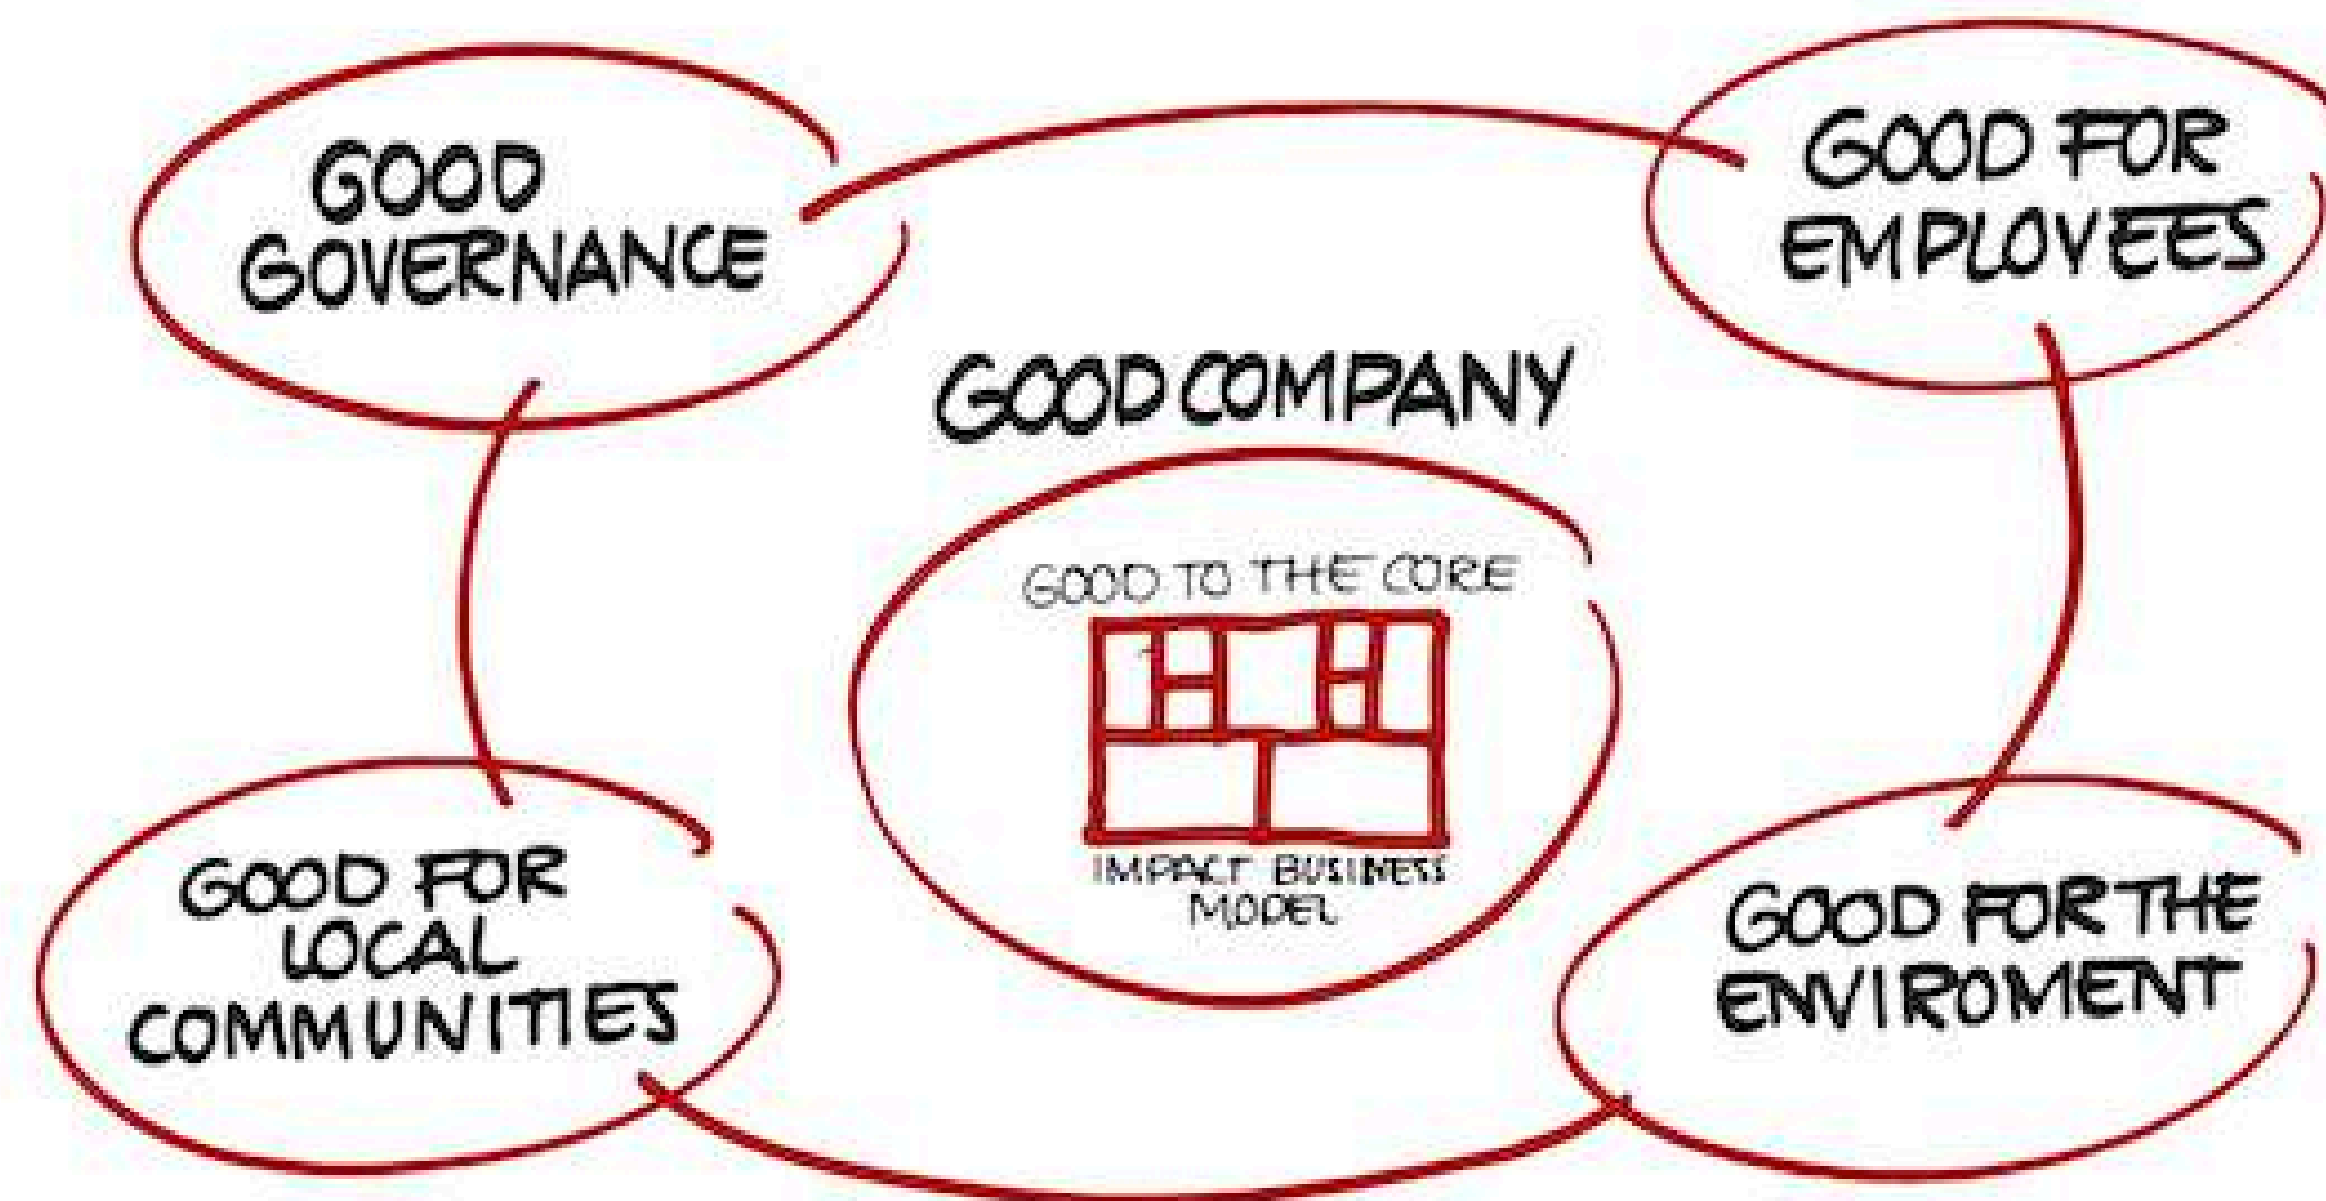 GOOD
GOVERNANCE
GOOD FOR
EMPLOYEES
GOOD COMPANY
GOOD TO THE CORE
IMPACT BUSINESS
MODEL
GOOD FOR
LOCAL
COMMUNITIES
GOOD FOR THE
ENVIROMENT